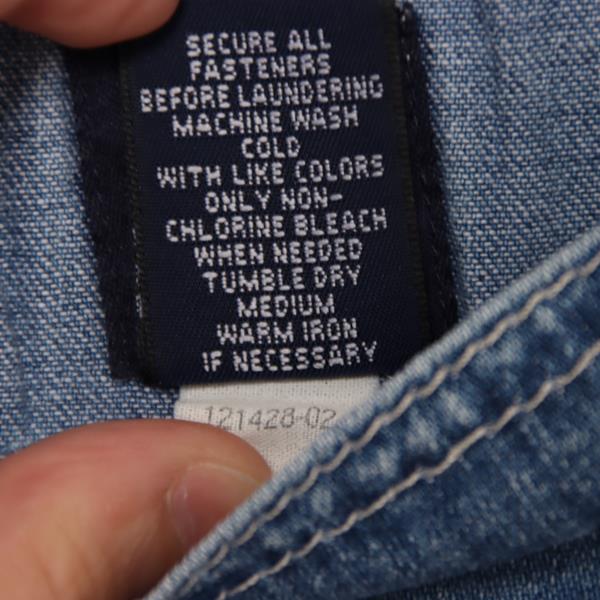 SECURE ALL
FASTENERS
BEFORE LAUNDERING
MACHINE WASH
COLD
WITH LIKE COLORS
ONLY NON-
CHLORINE BLEACH
WHEN NEEDED
TUMBLE DRY
MEDIUM
WARM IRON
IF NECESSARY
121428-02